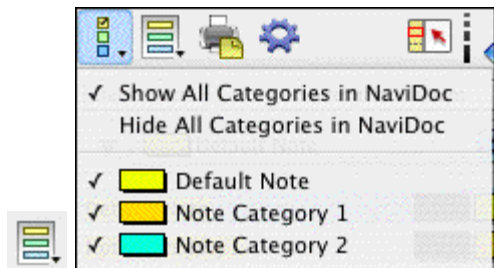 Show All Categories in NaviDoc
Hide All Categories in NaviDoc
Default Note
Note Category 1
Note Category 2